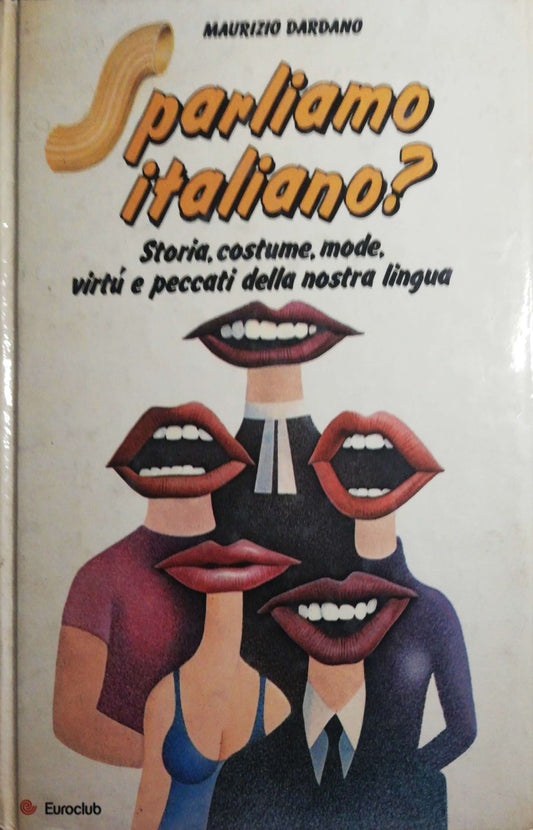 MAURIZIO DARDANO
Sparliamo
italiano?
Storia, costume, mode,
virtú e peccati della nostra lingua
Euroclub